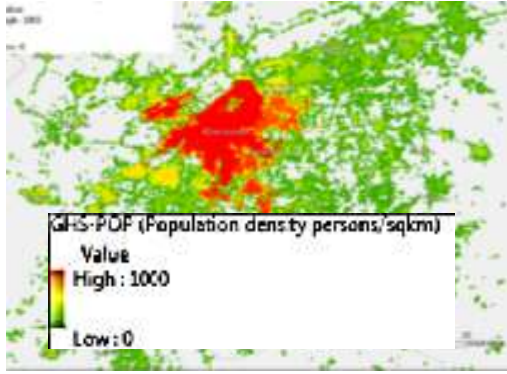 GHS-POP (Population density persons/sqkm)
Value
High : 1000
Low : 0